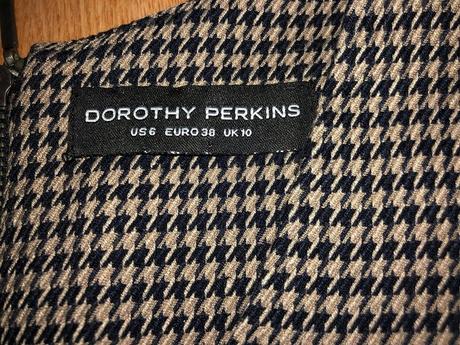 DOROTHY PERKINS
US 6 EURO 38 UK 10